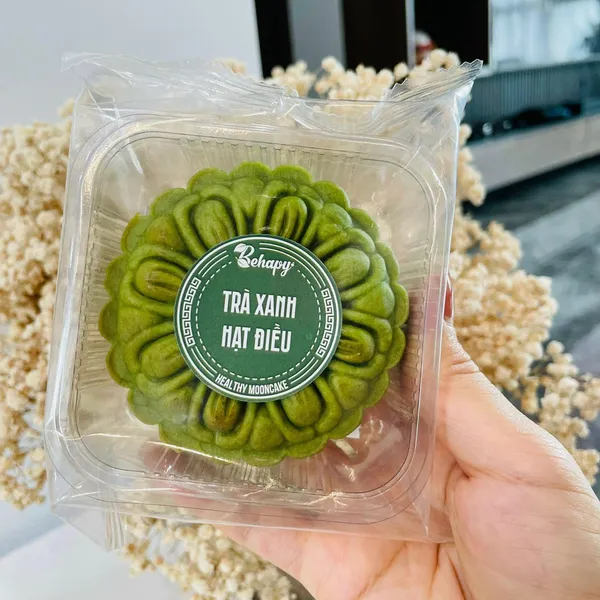 Behapy
TRÀ XANH
HẠT ĐIỀU
HEALTHY MOONCAKE